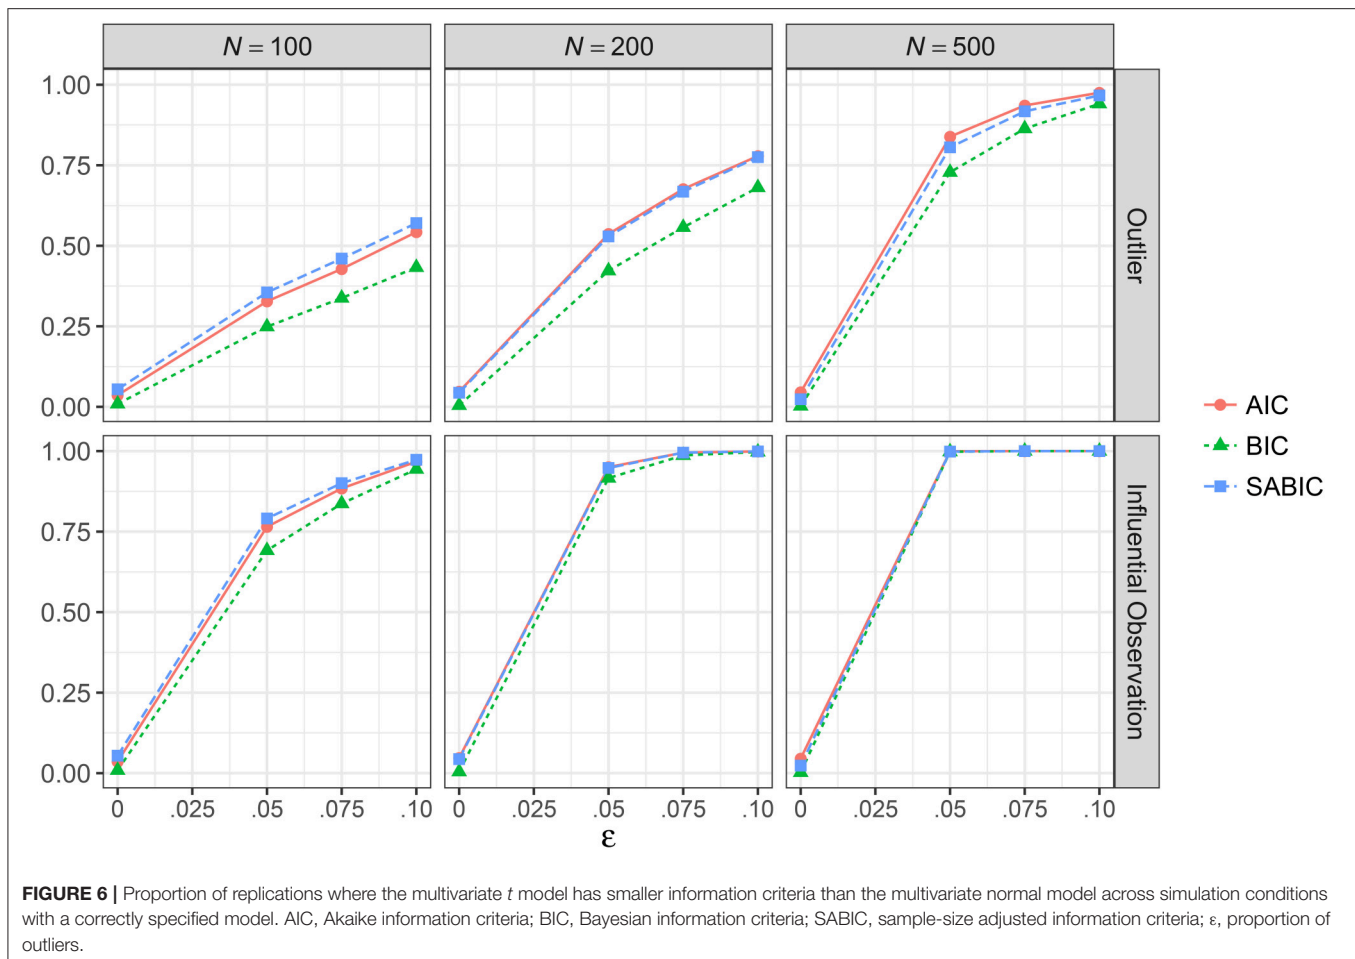 N = 100
N = 200
N = 500
1.00
0.75
0.50
0.25
0.00
Outlier
1.00
0.75
0.50
0.25
0.00
Influential Observation
0 .025 .05 .075 .10
0 .025 .05 .075 .10
0 .025 .05 .075 .10
ε
AIC
BIC
SABIC
FIGURE 6 | Proportion of replications where the multivariate t model has smaller information criteria than the multivariate normal model across simulation conditions
with a correctly specified model. AIC, Akaike information criteria; BIC, Bayesian information criteria; SABIC, sample-size adjusted information criteria; ε, proportion of
outliers.